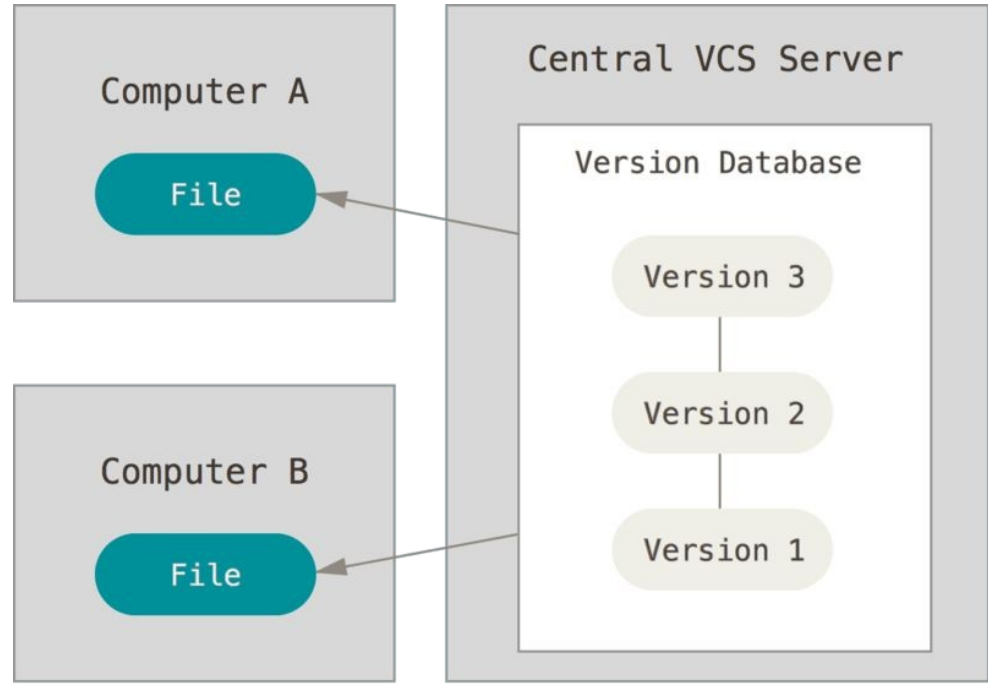 Computer A
File
Computer B
File
Central VCS Server
Version Database
Version 3
Version 2
Version 1